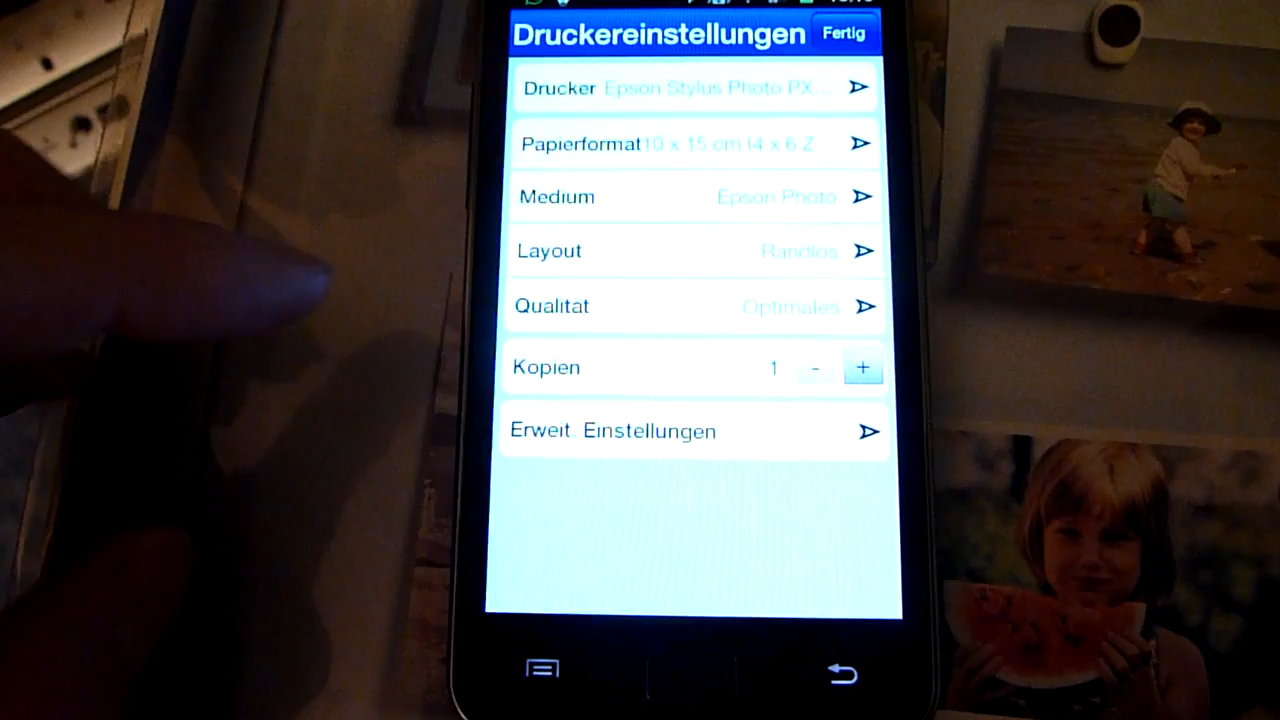 Druckereinstellungen Fertig
Drucker Epson Stylus Photo PX...
Papierformat 10 x 15 cm (4 x 6 Z
Medium Epson Photo
Layout Randlos
Qualität Optimales
Kopien 1 - +
Erweit. Einstellungen